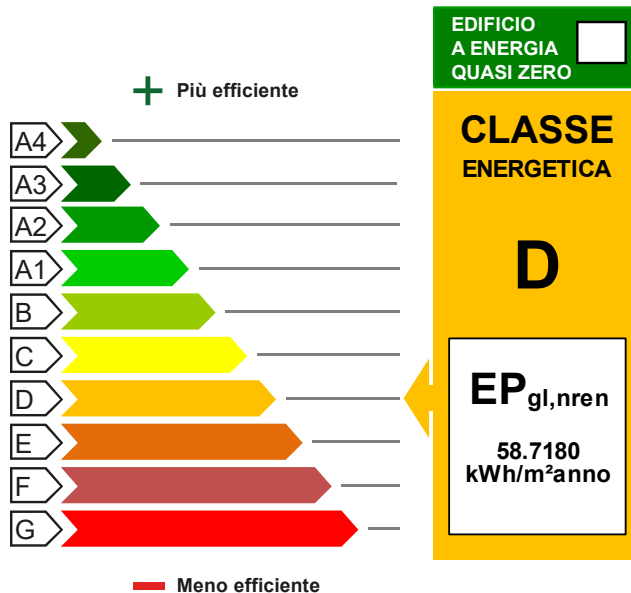 EDIFICIO
A ENERGIA
QUASI ZERO
+ Più efficiente
A4
A3
A2
A1
B
C
D
E
F
G
Meno efficiente
CLASSE
ENERGETICA
D
EPgl,nren
58.7180
kWh/m²anno